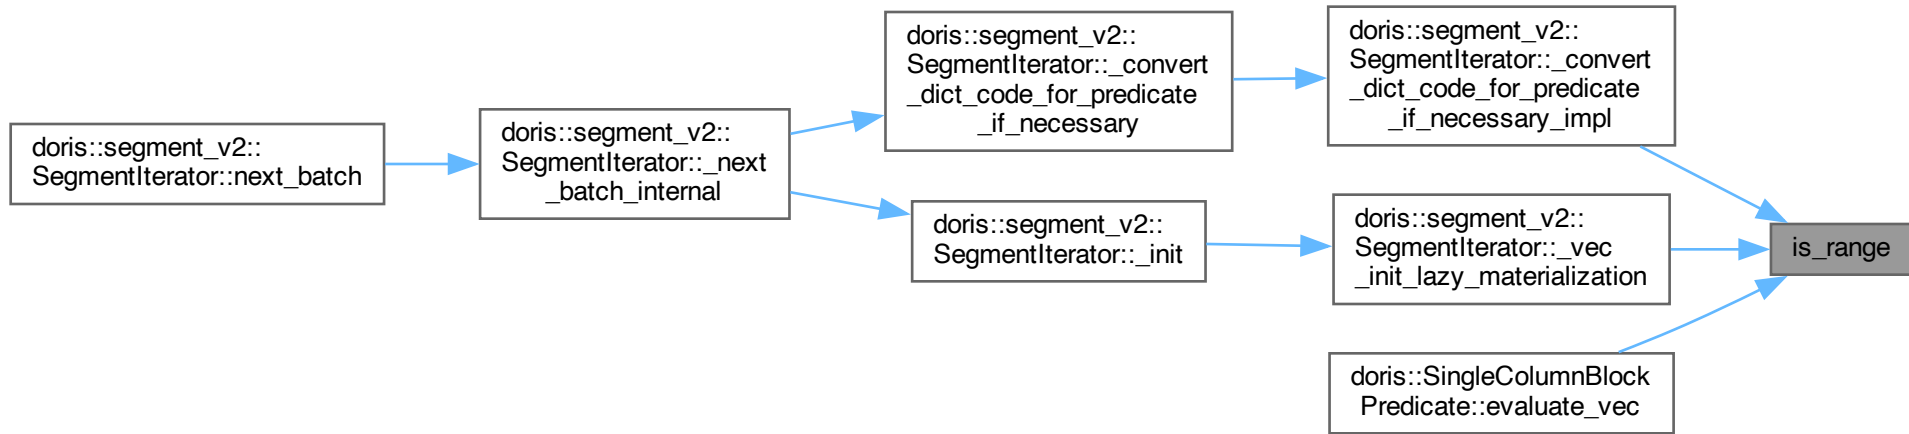 doris::segment_v2::
SegmentIterator::next_batch
doris::segment_v2::
SegmentIterator::_next
_batch_internal
doris::segment_v2::
SegmentIterator::_convert
_dict_code_for_predicate
_if_necessary
doris::segment_v2::
SegmentIterator::_init
doris::segment_v2::
SegmentIterator::_convert
_dict_code_for_predicate
_if_necessary_impl
doris::segment_v2::
SegmentIterator::_vec
_init_lazy_materialization
doris::SingleColumnBlock
Predicate::evaluate_vec
is_range